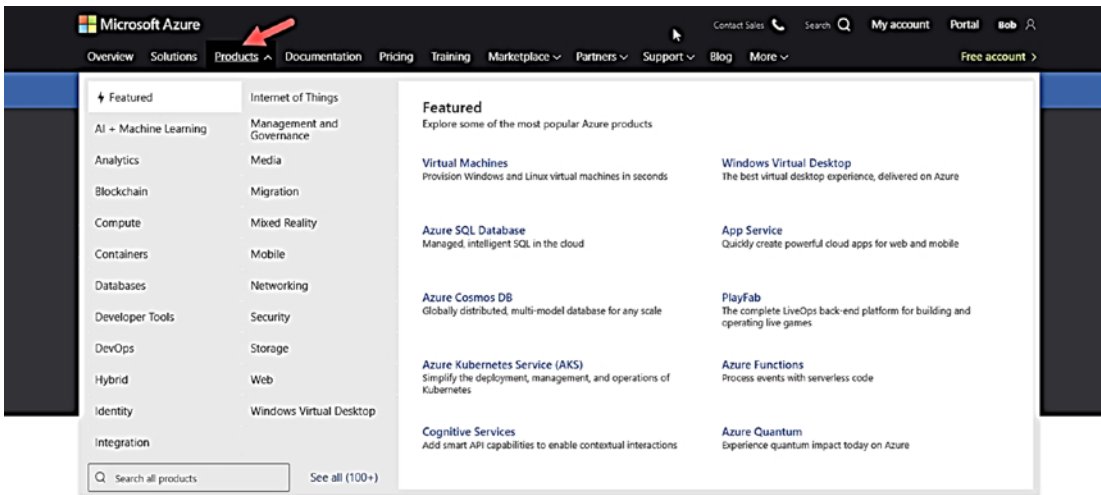 Microsoft Azure
Contact Sales
Search
My account
Portal
Bob
Overview
Solutions
Products
Documentation
Pricing
Training
Marketplace
Partners
Support
Blog
More
Free account >
Featured
AI + Machine Learning
Analytics
Blockchain
Compute
Containers
Databases
Developer Tools
DevOps
Hybrid
Identity
Integration
Search all products
Internet of Things
Management and
Governance
Media
Migration
Mixed Reality
Mobile
Networking
Security
Storage
Web
Windows Virtual Desktop
See all (100+)
Featured
Explore some of the most popular Azure products
Virtual Machines
Provision Windows and Linux virtual machines in seconds
Windows Virtual Desktop
The best virtual desktop experience, delivered on Azure
Azure SQL Database
Managed, intelligent SQL in the cloud
App Service
Quickly create powerful cloud apps for web and mobile
Azure Cosmos DB
Globally distributed, multi-model database for any scale
PlayFab
The complete LiveOps back-end platform for building and
operating live games
Azure Kubernetes Service (AKS)
Simplify the deployment, management, and operations of
Kubernetes
Azure Functions
Process events with serverless code
Cognitive Services
Add smart API capabilities to enable contextual interactions
Azure Quantum
Experience quantum impact today on Azure